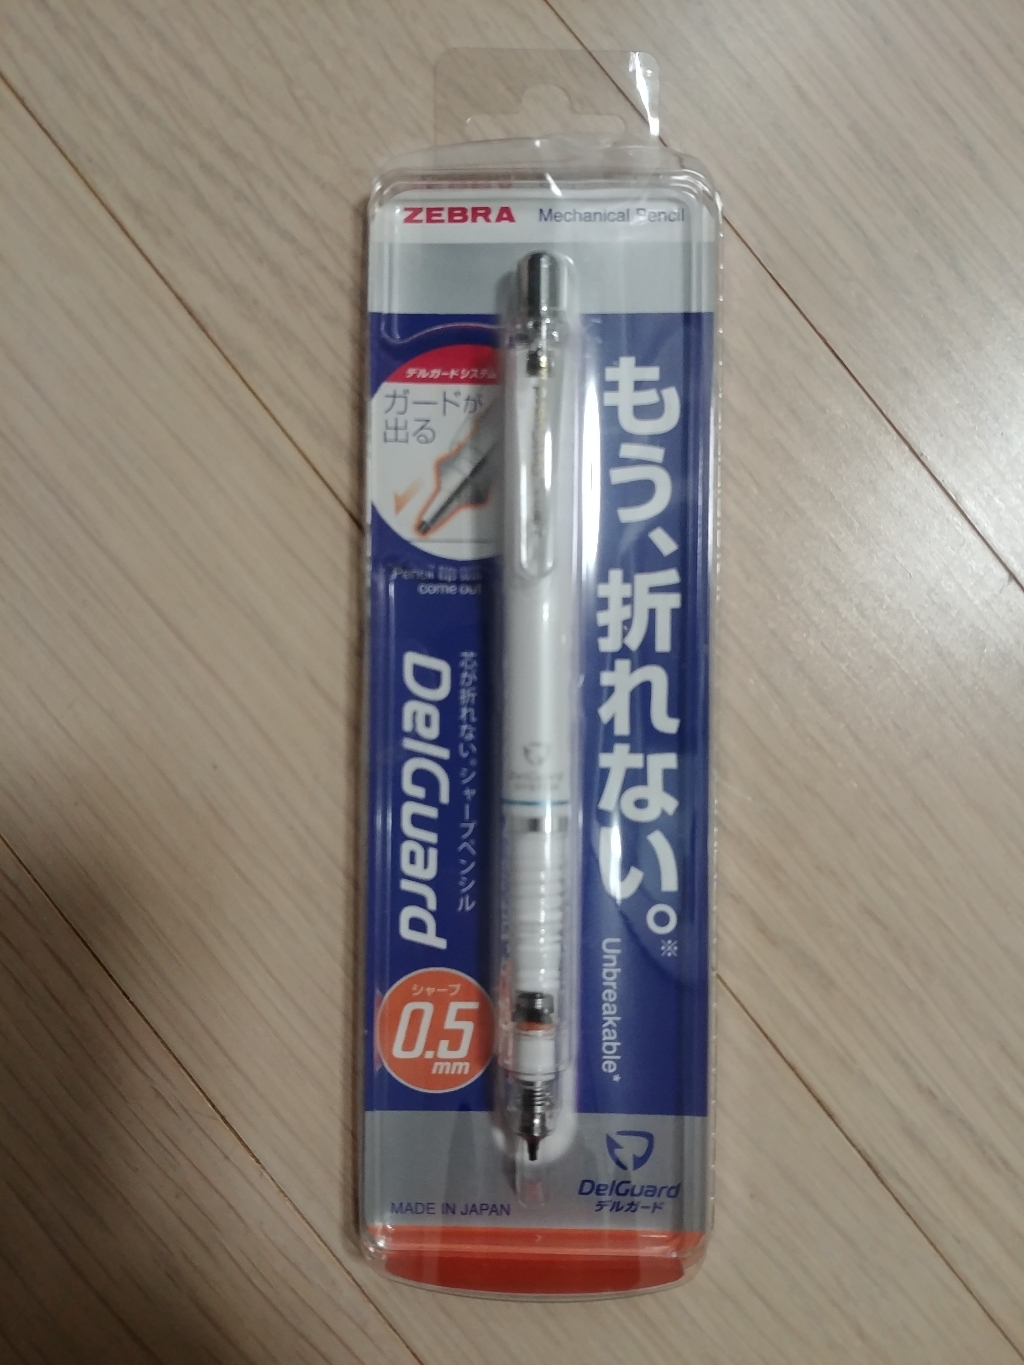 ZEBRA Mechanical Pencil
デルガードシステム
ガードが
出る
Pencil tip
come out
もう、折れない。※
Unbreakable*
芯が折れない。シャープペンシル
DelGuard
DelGuard
シャープ
0.5
mm
DelGuard
デルガード
MADE IN JAPAN